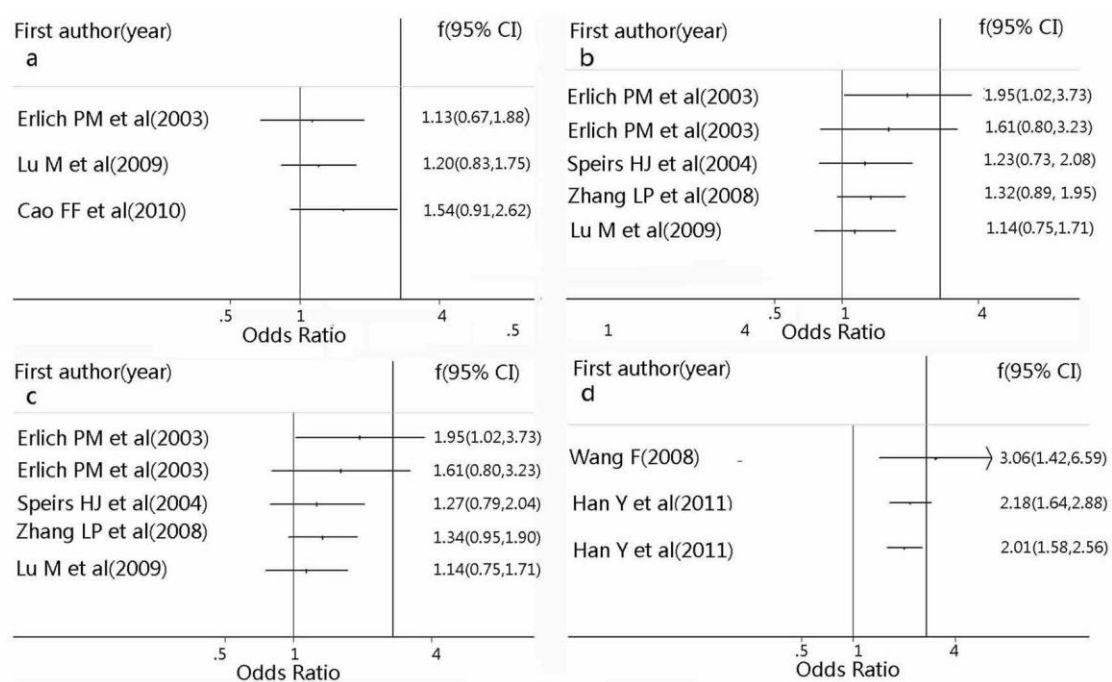 First author(year) f(95% CI)
a
Erlich PM et al(2003) 1.13(0.67,1.88)
Lu M et al(2009) 1.20(0.83,1.75)
Cao FF et al(2010) 1.54(0.91,2.62)
.5 1 4
Odds Ratio
First author(year) f(95% CI)
b
Erlich PM et al(2003) 1.95(1.02,3.73)
Erlich PM et al(2003) 1.61(0.80,3.23)
Speirs HJ et al(2004) 1.23(0.73, 2.08)
Zhang LP et al(2008) 1.32(0.89, 1.95)
Lu M et al(2009) 1.14(0.75,1.71)
.5 1 4
.5 1 4 Odds Ratio
First author(year) f(95% CI)
c
Erlich PM et al(2003) 1.95(1.02,3.73)
Erlich PM et al(2003) 1.61(0.80,3.23)
Speirs HJ et al(2004) 1.27(0.79,2.04)
Zhang LP et al(2008) 1.34(0.95,1.90)
Lu M et al(2009) 1.14(0.75,1.71)
.5 1 4
Odds Ratio
First author(year) f(95% CI)
d
Wang F(2008) 3.06(1.42,6.59)
Han Y et al(2011) 2.18(1.64,2.88)
Han Y et al(2011) 2.01(1.58,2.56)
.5 1 4
Odds Ratio